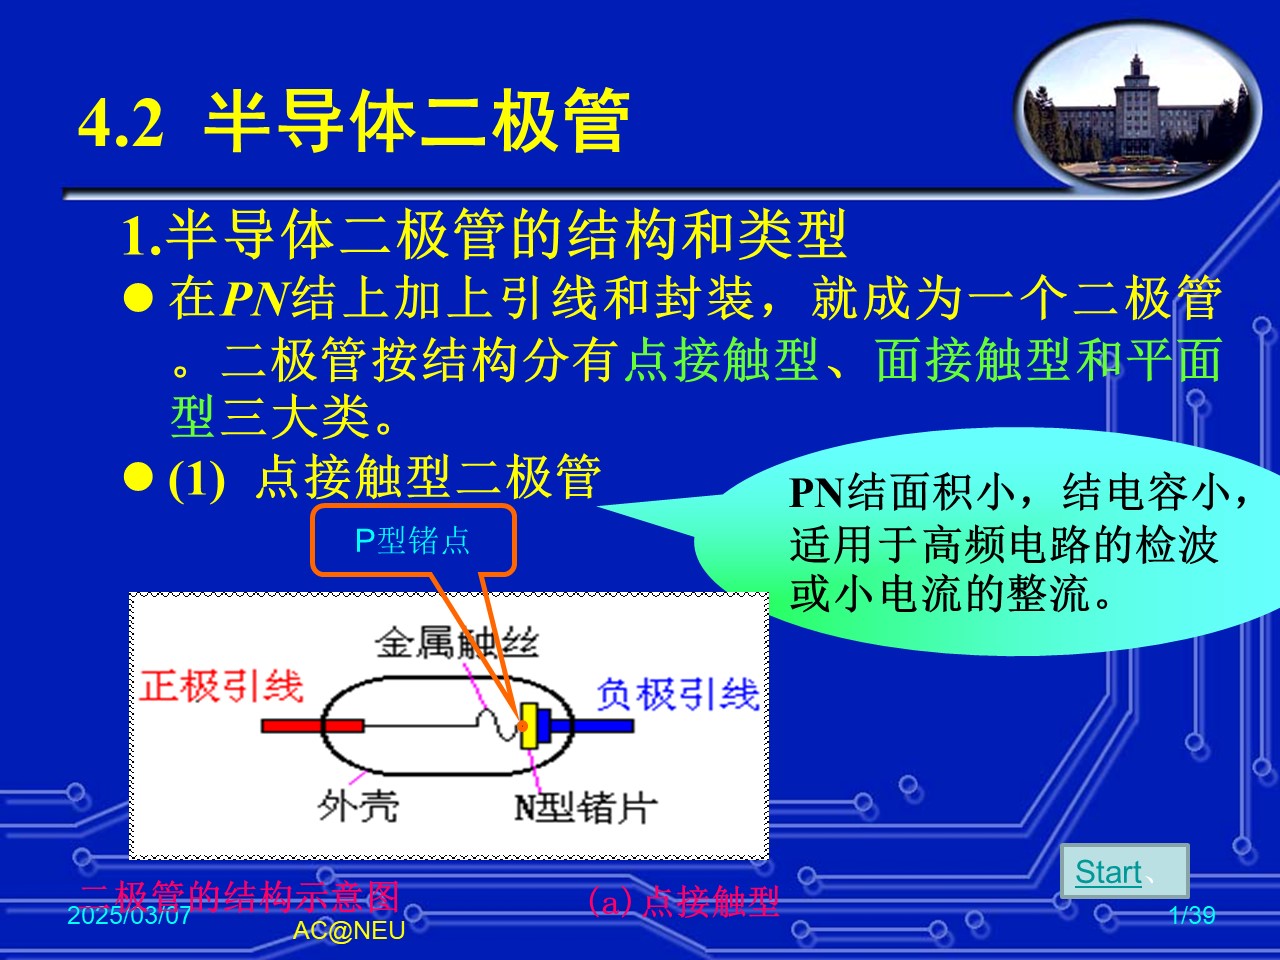 4.2 半导体二极管
1.半导体二极管的结构和类型
在PN结上加上引线和封装，就成为一个二极管
。二极管按结构分有点接触型、面接触型和平面
型三大类。
(1) 点接触型二极管
PN结面积小，结电容小，
适用于高频电路的检波
或小电流的整流。
P型锗点
金属触丝
正极引线
负极引线
外壳
N型锗片
二极管的结构示意图
(a)点接触型
Start、
2025/03/07
AC@NEU
1/39